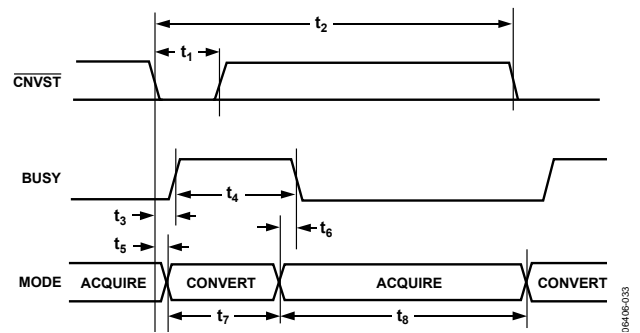 t2
t1
CNVST
BUSY
t4
t3
t6
t5
MODE ACQUIRE CONVERT ACQUIRE CONVERT
t7 t8
06406-033